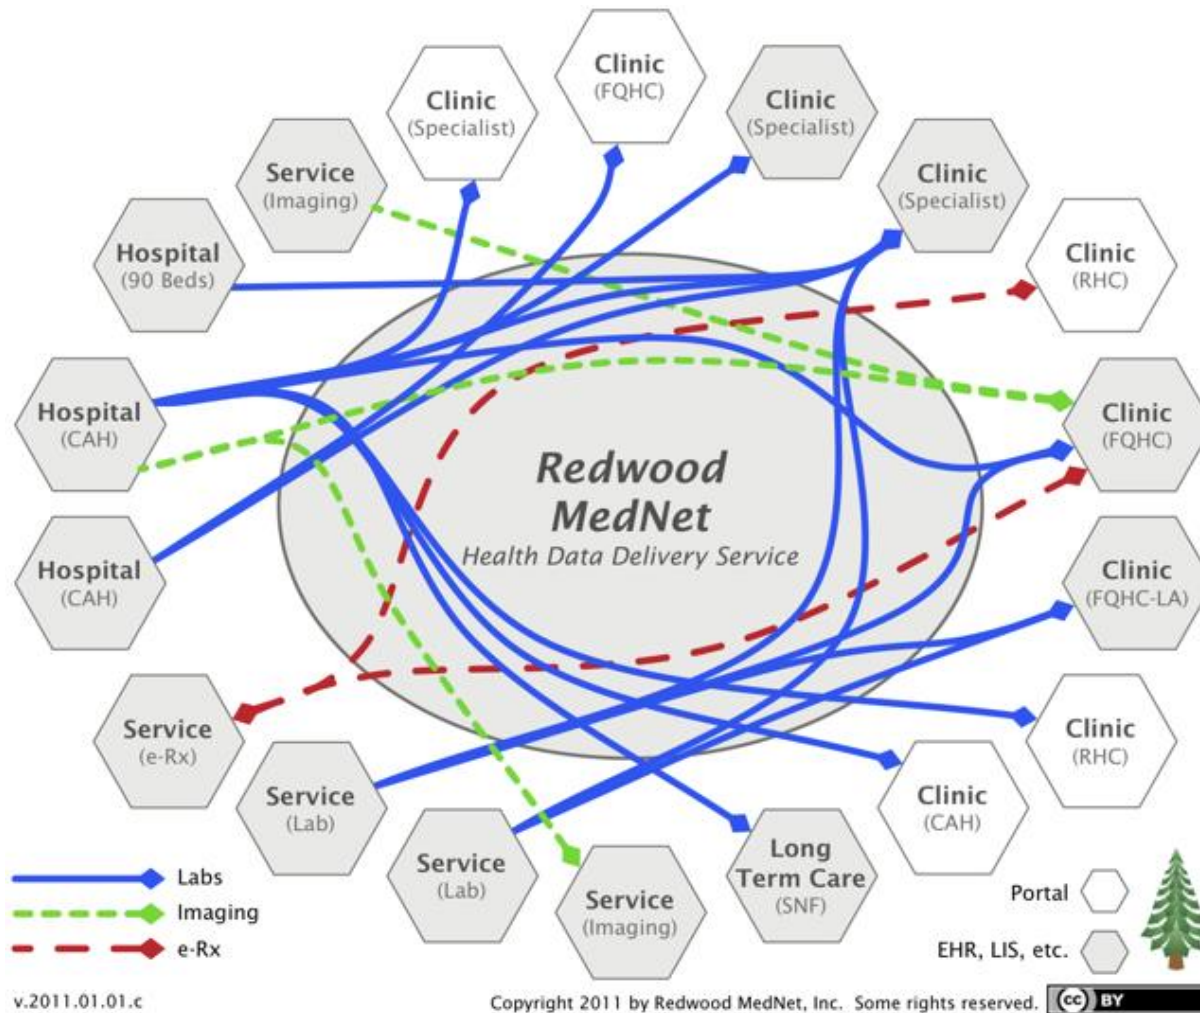 Clinic
(FQHC)
Clinic
(Specialist)
Clinic
(Specialist)
Service
(Imaging)
Clinic
(Specialist)
Hospital
(90 Beds)
Clinic
(RHC)
Hospital
(CAH)
Clinic
(FQHC)
Redwood
MedNet
Health Data Delivery Service
Hospital
(CAH)
Clinic
(FQHC-LA)
Service
(e-Rx)
Clinic
(RHC)
Service
(Lab)
Clinic
(CAH)
Service
(Lab)
Long
Term Care
(SNF)
Service
(Imaging)
Labs
Imaging
e-Rx
Portal
EHR, LIS, etc.
v.2011.01.01.c
Copyright 2011 by Redwood MedNet, Inc. Some rights reserved.
cc BY